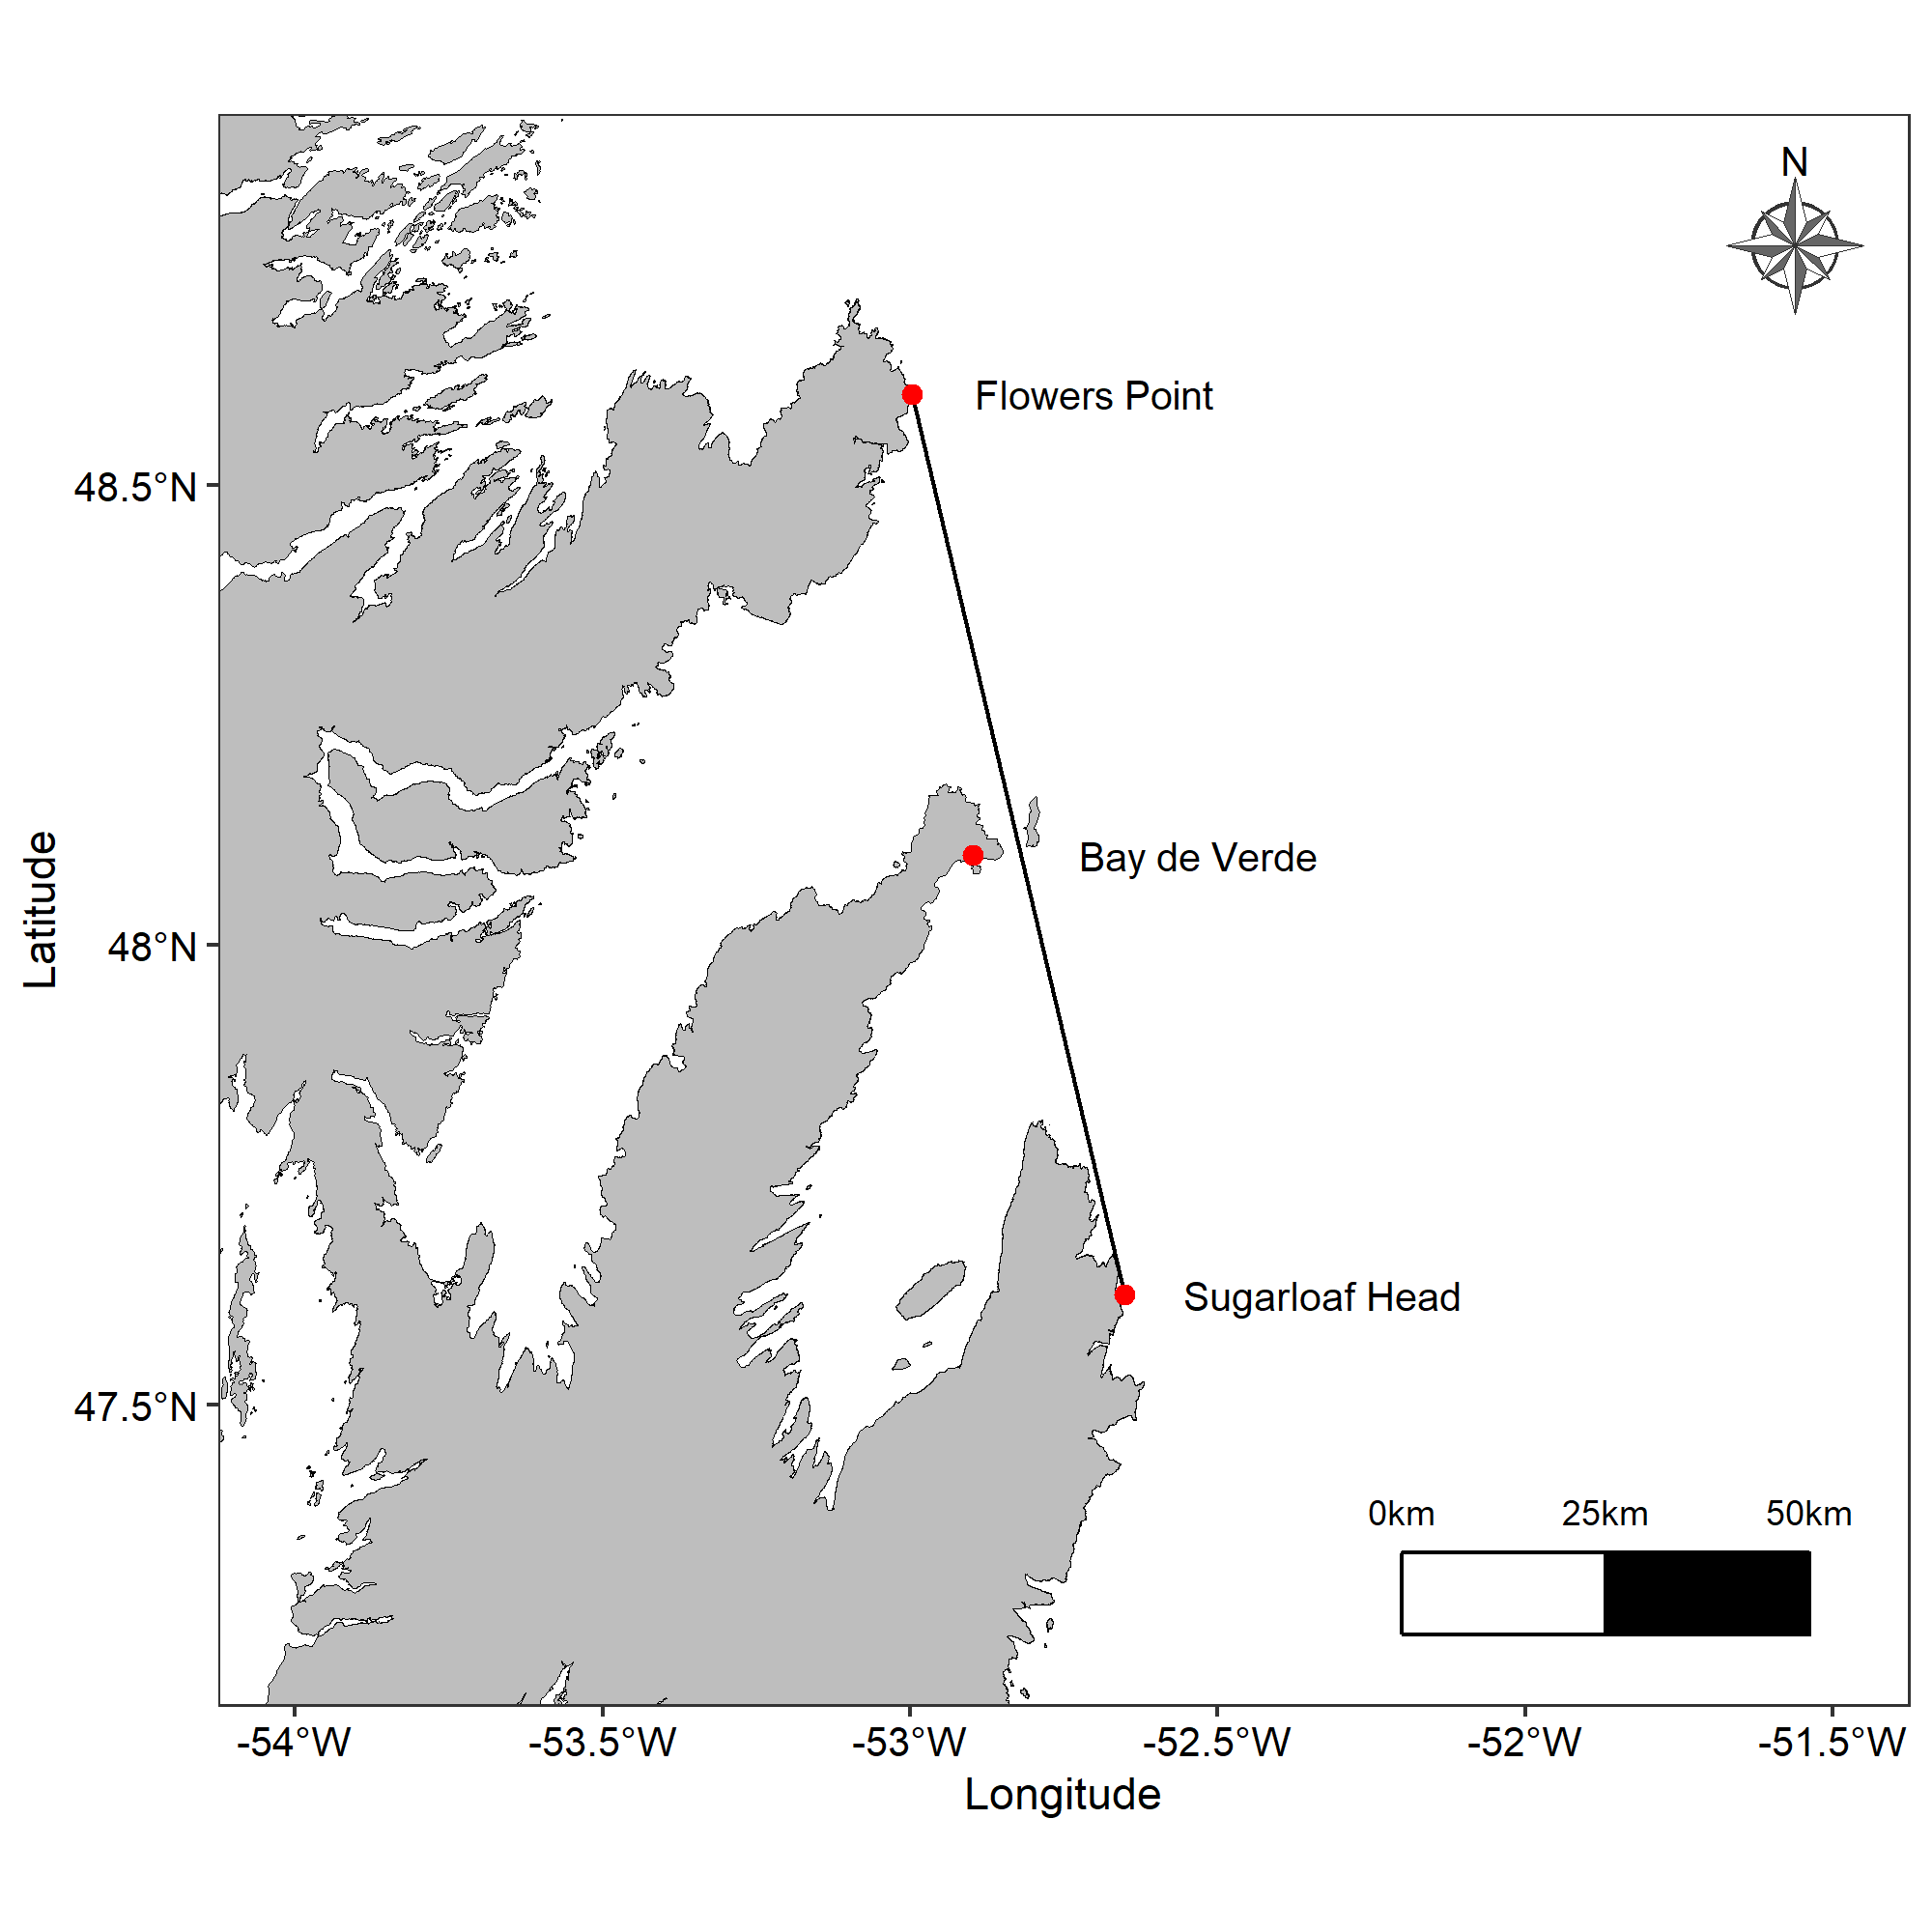 N
Flowers Point
48.5°N
Bay de Verde
48°N
Latitude
Sugarloaf Head
47.5°N
0km 25km 50km
-54°W -53.5°W -53°W -52.5°W -52°W -51.5°W
Longitude